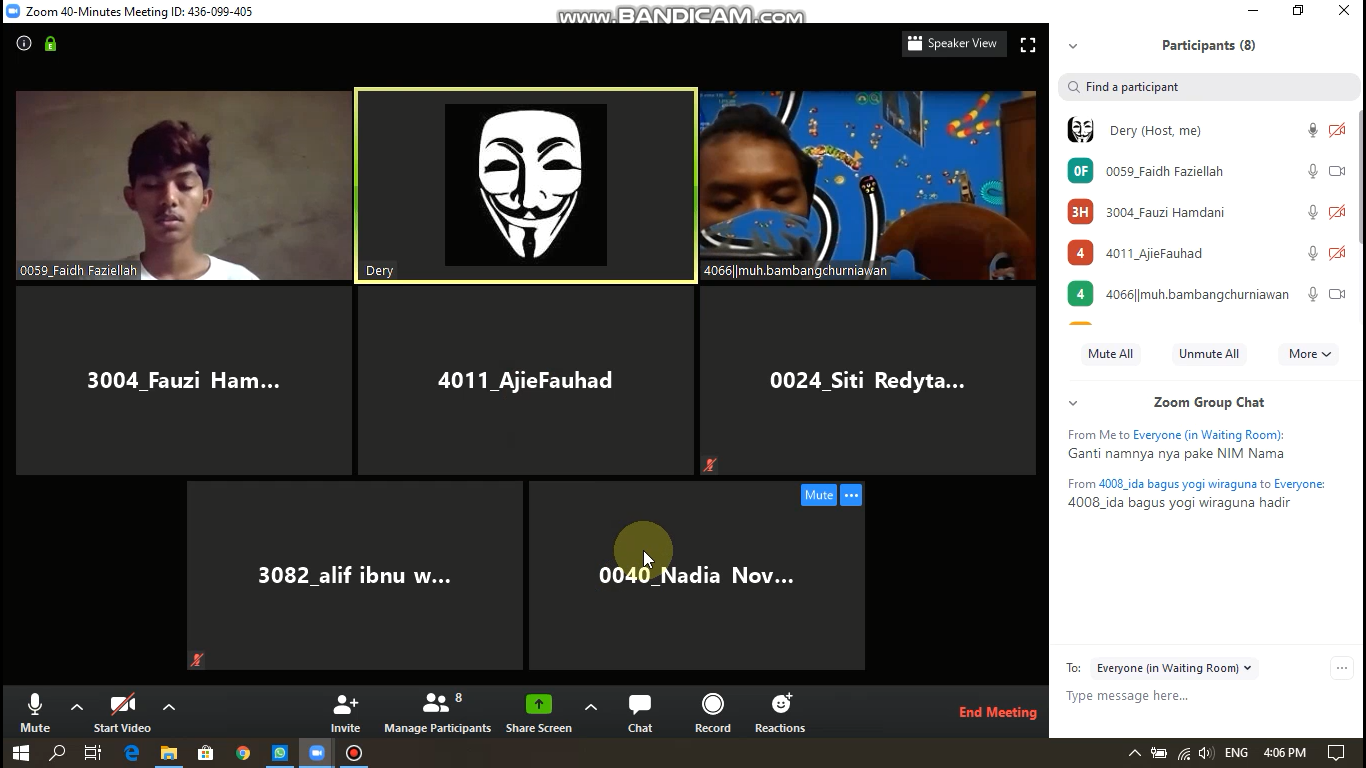 Zoom 40-Minutes Meeting ID: 436-099-405
www.BANDICAM.com
Speaker View
0059_Faidh Faziellah
Dery
4066||muh.bambangchurniawan
3004_Fauzi Ham...
4011_AjieFauhad
0024_Siti Redyta...
3082_alif ibnu w...
Mute
0040_Nadia Nov...
Participants (8)
Find a participant
Dery (Host, me)
0F 0059_Faidh Faziellah
3H 3004_Fauzi Hamdani
4 4011_AjieFauhad
4 4066||muh.bambangchurniawan
Mute All Unmute All More
Zoom Group Chat
From Me to Everyone (in Waiting Room):
Ganti namnya nya pake NIM Nama
From 4008_ida bagus yogi wiraguna to Everyone:
4008_ida bagus yogi wiraguna hadir
To: Everyone (in Waiting Room)
Type message here...
8
Mute Start Video Invite Manage Participants Share Screen Chat Record Reactions End Meeting
ENG 4:06 PM